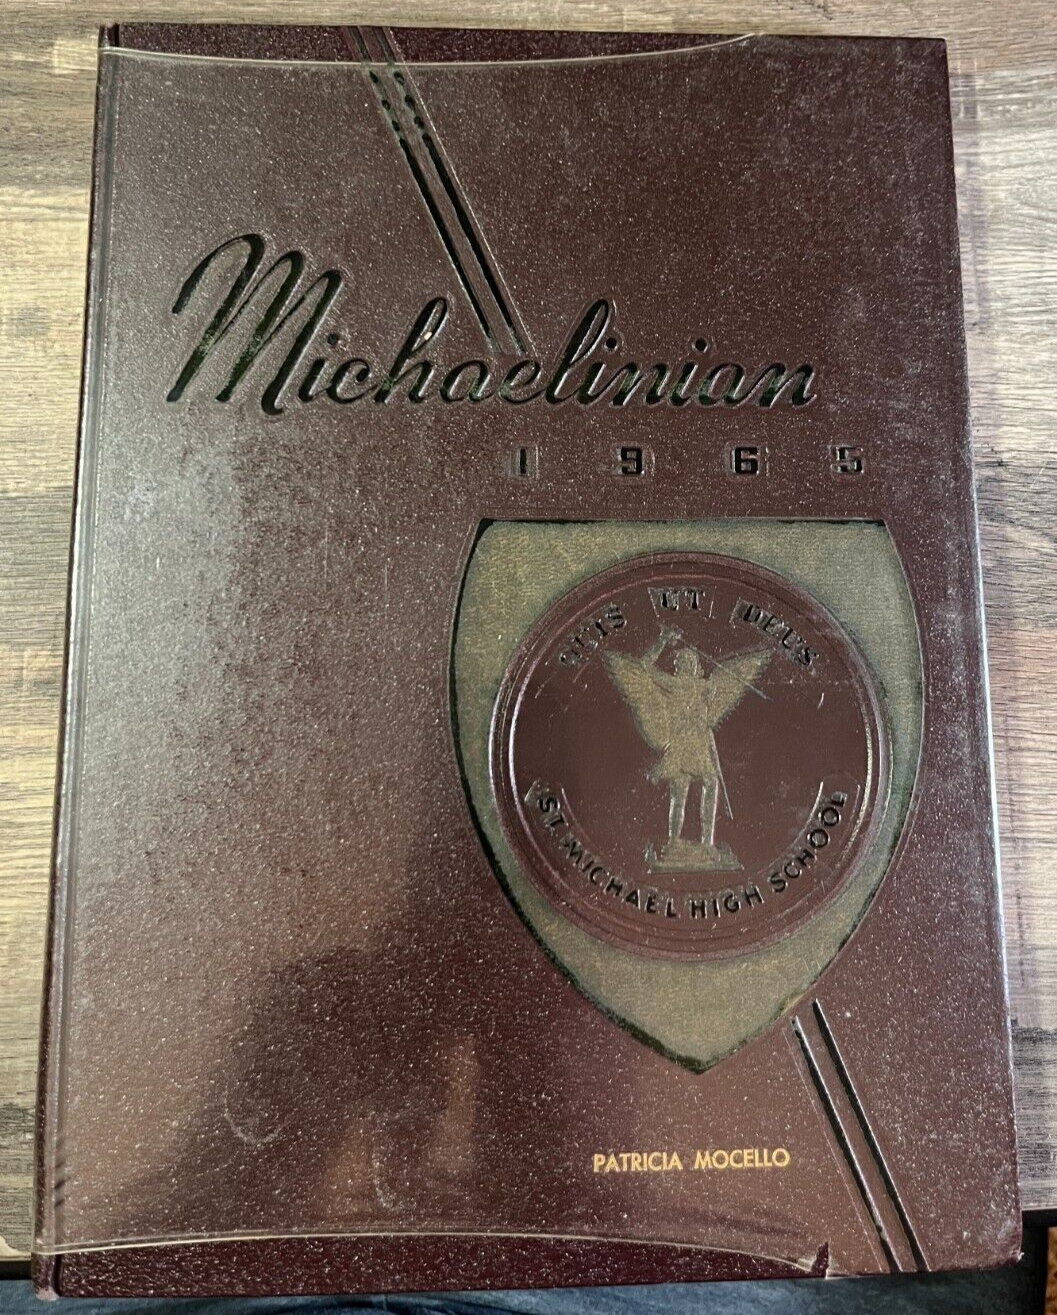 Michaelinian
1965
QUIS UT DEUS
ST. MICHAEL HIGH SCHOOL
PATRICIA MOCELLO